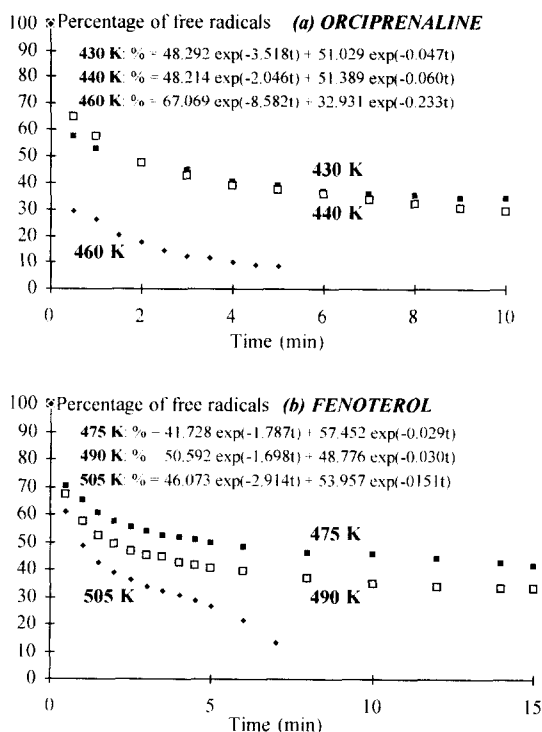 Percentage of free radicals (a) ORCIPRENALINE
430 K: % = 48.292 exp(-3.518t) + 51.029 exp(-0.047t)
440 K: % = 48.214 exp(-2.046t) + 51.389 exp(-0.060t)
460 K: % = 67.069 exp(-8.582t) + 32.931 exp(-0.233t)
100
90
80
70
60
50
40
30
20
10
0
430 K
440 K
460 K
0 2 4 6 8 10
Time (min)
Percentage of free radicals (b) FENOTEROL
475 K: % = 41.728 exp(-1.787t) + 57.452 exp(-0.029t)
490 K: % 50.592 exp(-1.698t) + 48.776 exp(-0.030t)
505 K: % = 46.073 exp(-2.914t) + 53.957 exp(-0151t)
100
90
80
70
60
50
40
30
20
10
0
475 K
490 K
505 K
0 5 10 15
Time (min)